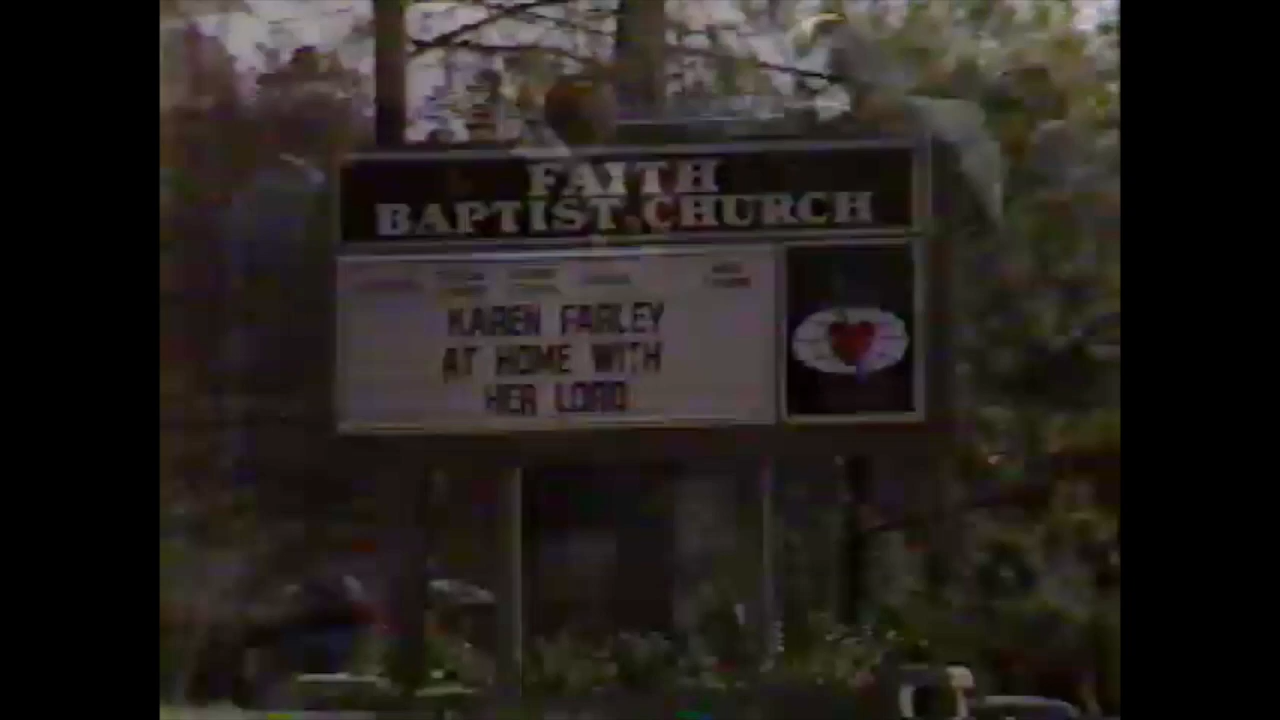 FAITH
BAPTIST CHURCH
KAREN FARLEY
AT HOME WITH
HER LORD